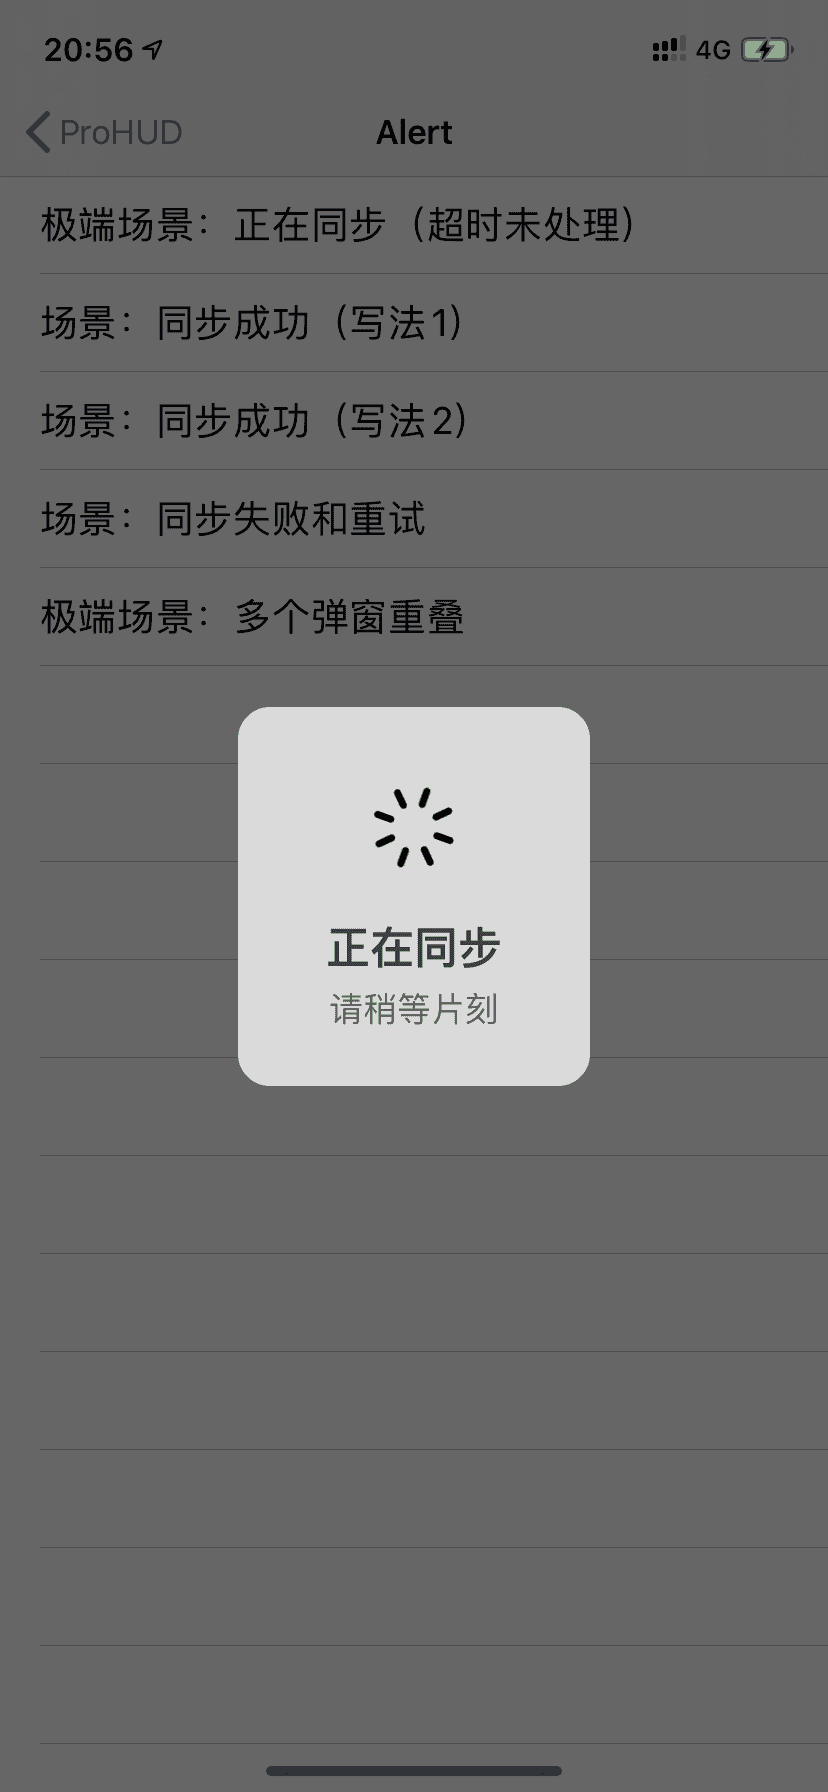 20:56
4G
ProHUD
Alert
极端场景：正在同步（超时未处理）
场景：同步成功（写法1）
场景：同步成功（写法2）
场景：同步失败和重试
极端场景：多个弹窗重叠
正在同步
请稍等片刻